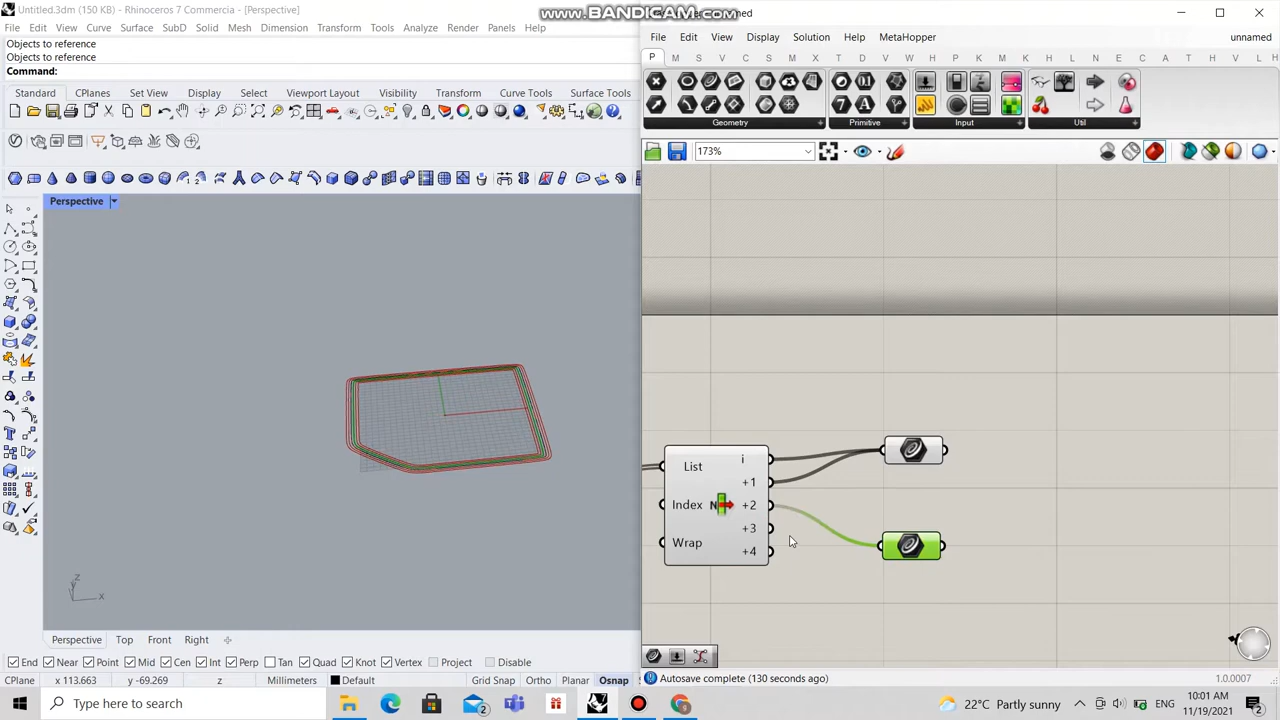 Untitled.3dm (150 KB) - Rhinoceros 7 Commercia - [Perspective]
www.BANDICAM.com
File Edit View Curve Surface SubD Solid Mesh Dimension Transform Tools Analyze Render Panels Help
Objects to reference
Objects to reference
Command:
Standard CPlanes Set View Display Select Viewport Layout Visibility Transform Curve Tools Surface Tools
Perspective
File Edit View Display Solution Help MetaHopper unnamed
P M S V C S M T D A T P K M H L T H V
Geometry Primitive Input Util
173%
List i
+1
Index N +2
+3
Wrap +4
z
x
Perspective Top Front Right
End Near Point Mid Cen Int Perp Tan Quad Knot Vertex Project Disable
CPlane x 113.663 y -69.269 z Millimeters Default Grid Snap Ortho Planar Osnap
Autosave complete (130 seconds ago) 1.0.0007
Type here to search 2 22°C Partly sunny ENG 10:01 AM 11/19/2021 2